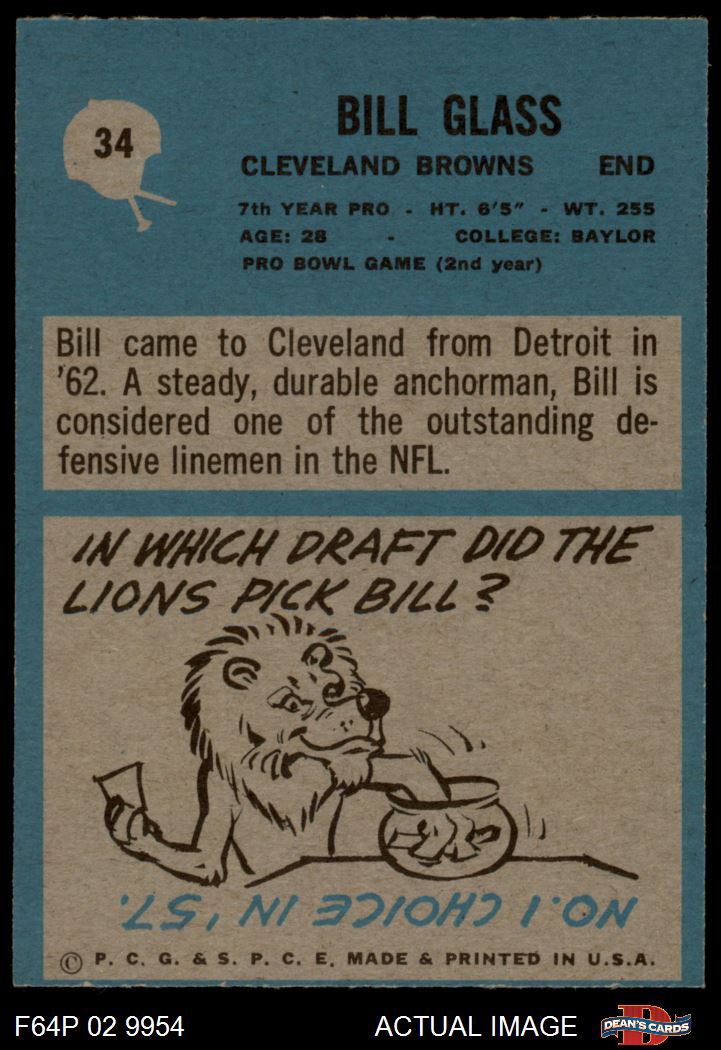 34
BILL GLASS
CLEVELAND BROWNS END
7th YEAR PRO - HT. 6'5" - WT. 255
AGE: 28 - COLLEGE: BAYLOR
PRO BOWL GAME (2nd year)
Bill came to Cleveland from Detroit in
'62. A steady, durable anchorman, Bill is
considered one of the outstanding de-
fensive linemen in the NFL.
IN WHICH DRAFT DID THE
LIONS PICK BILL?
NO. 1 CHOICE IN '57.
© P. C. G. & S. P. C. E. MADE & PRINTED IN U.S.A.
F64P 02 9954 ACTUAL IMAGE DEAN'S CARDS